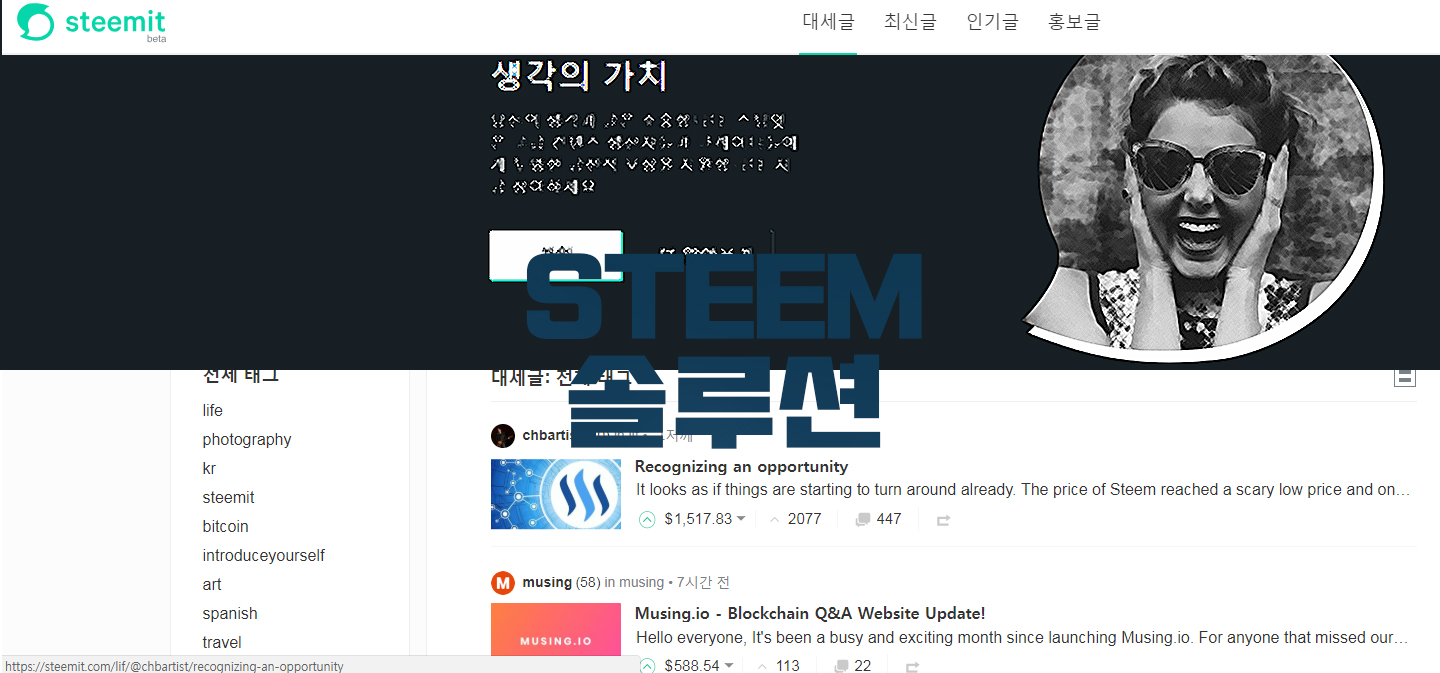 steemit
beta
대세글 최신글 인기글 홍보글
생각의 가치
STEEM
솔루션
전체 태그
대세글: 전체 태그
life
photography
kr
steemit
bitcoin
introduceyourself
art
spanish
travel
chbartist
Recognizing an opportunity
It looks as if things are starting to turn around already. The price of Steem reached a scary low price and on…
$1,517.83 2077 447
M musing (58) in musing • 7시간 전
MUSING.IO
Musing.io - Blockchain Q&A Website Update!
Hello everyone, It's been a busy and exciting month since launching Musing.io. For anyone that missed our…
$588.54 113 22
https://steemit.com/lif/@chbartist/recognizing-an-opportunity